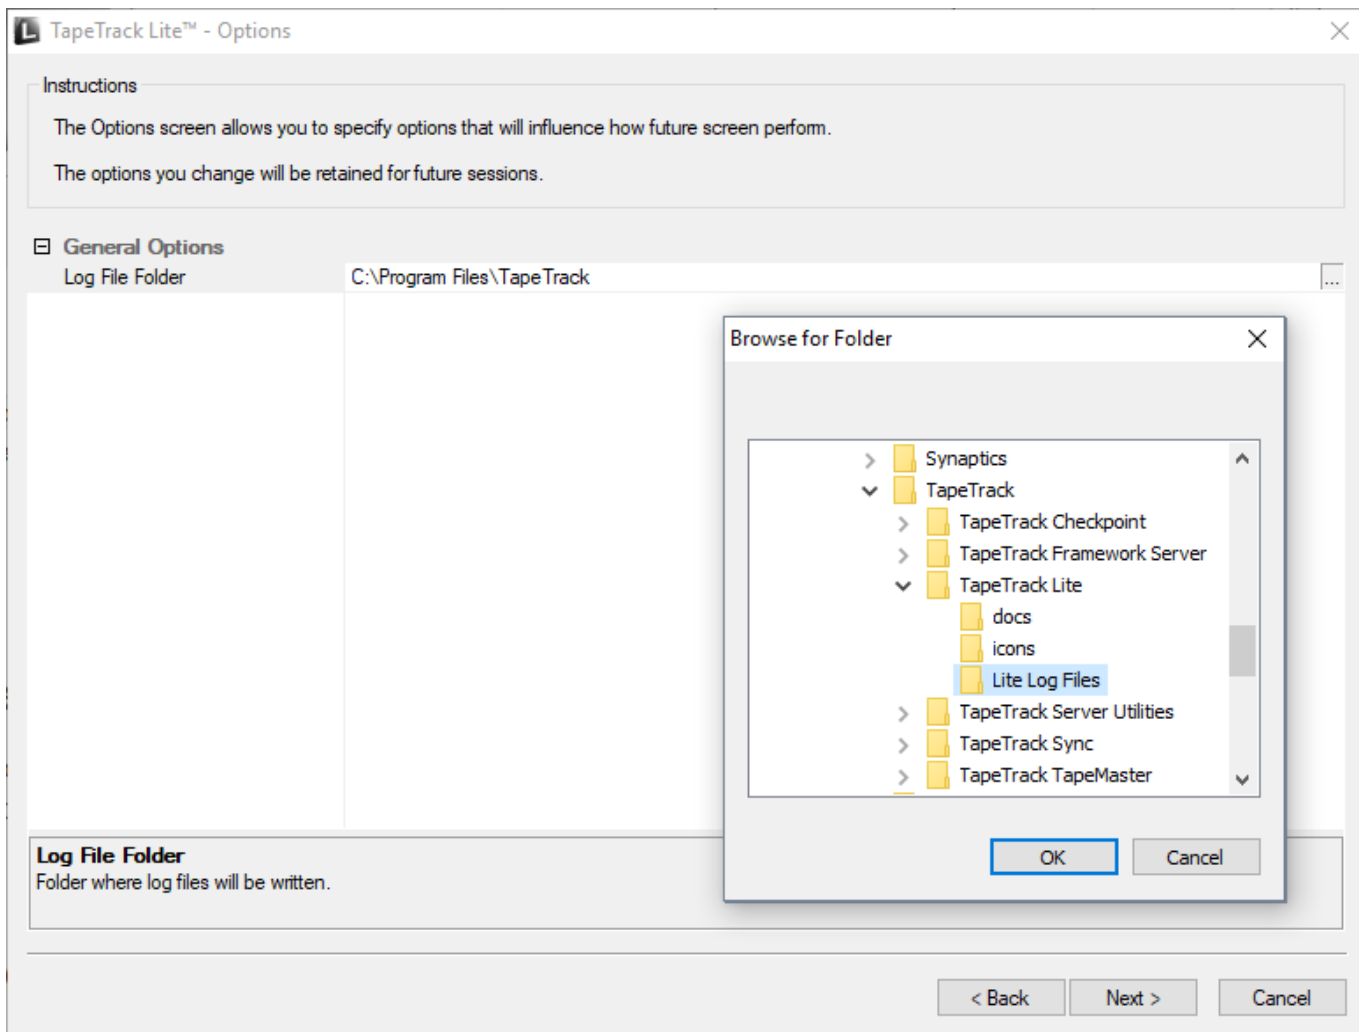 TapeTrack Lite™ - Options
Instructions
The Options screen allows you to specify options that will influence how future screen perform.
The options you change will be retained for future sessions.
General Options
Log File Folder C:\Program Files\TapeTrack ...
Browse for Folder
Synaptics
TapeTrack
TapeTrack Checkpoint
TapeTrack Framework Server
TapeTrack Lite
docs
icons
Lite Log Files
TapeTrack Server Utilities
TapeTrack Sync
TapeTrack TapeMaster
OK Cancel
Log File Folder
Folder where log files will be written.
< Back Next > Cancel